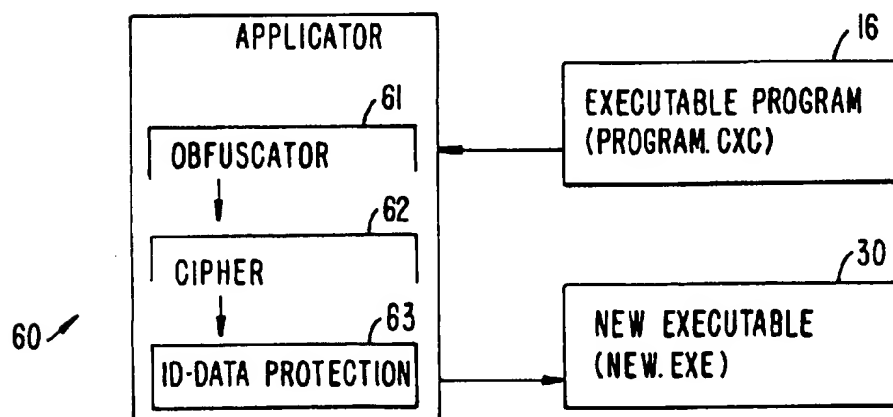 APPLICATOR
61
OBFUSCATOR
62
CIPHER
63
ID-DATA PROTECTION
60
16
EXECUTABLE PROGRAM
(PROGRAM.CXC)
30
NEW EXECUTABLE
(NEW.EXE)